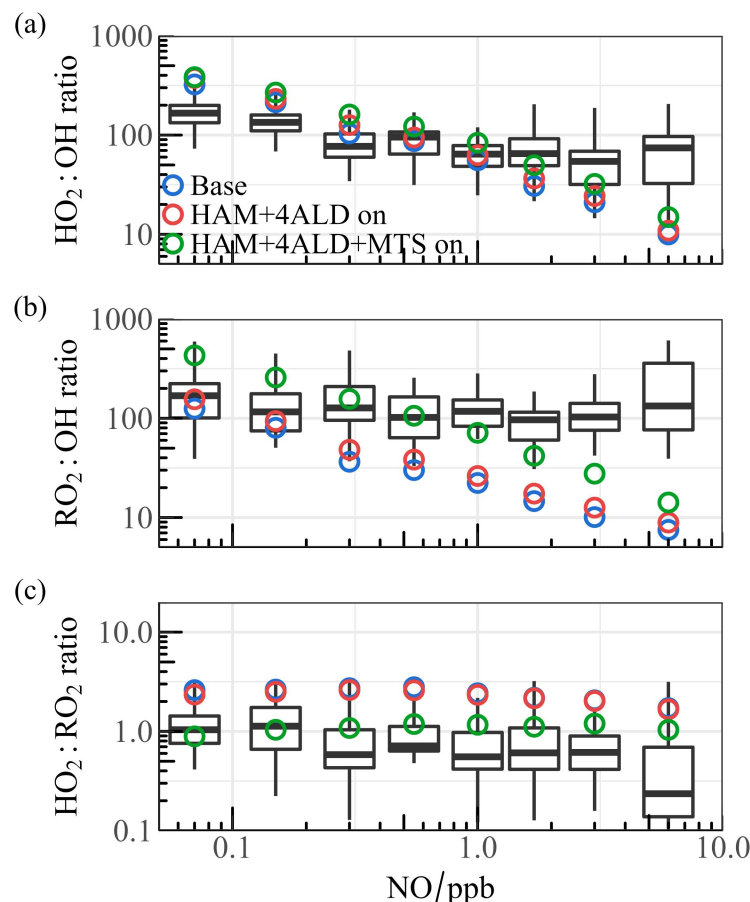 (a)
1000
100
10
HO₂:OH ratio
Base
HAM+4ALD on
HAM+4ALD+MTS on
(b)
1000
100
10
RO₂:OH ratio
(c)
10.0
1.0
0.1
HO₂:RO₂ ratio
0.1 1.0 10.0
NO/ppb